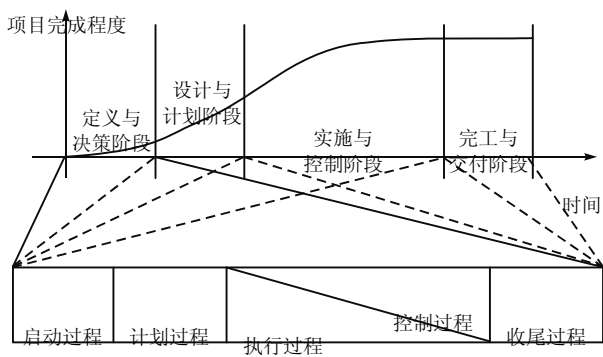 项目完成程度
定义与
决策阶段
设计与
计划阶段
实施与
控制阶段
完工与
交付阶段
时间
启动过程
计划过程
执行过程
控制过程
收尾过程